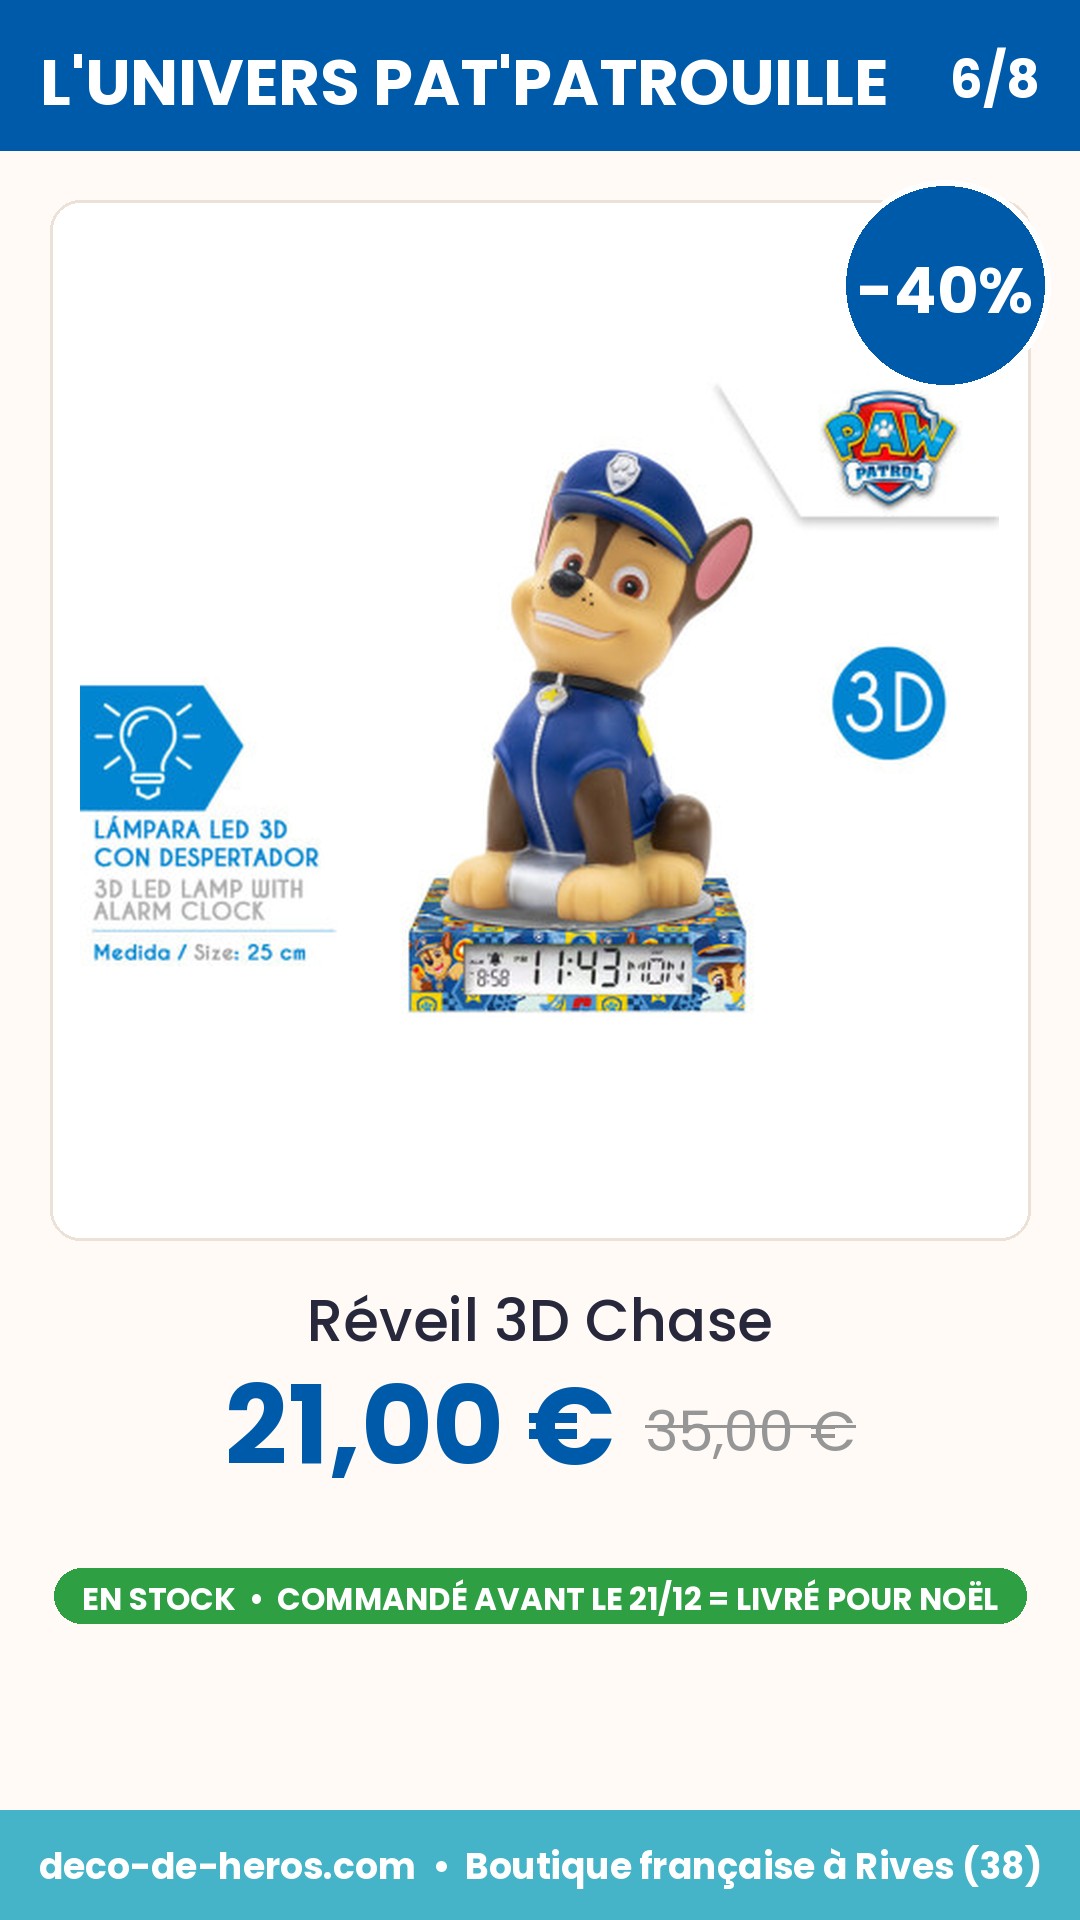 L'UNIVERS PAT'PATROUILLE 6/8
-40%
PAW
PATROL
3D
LÁMPARA LED 3D
CON DESPERTADOR
3D LED LAMP WITH
ALARM CLOCK
Medida / Size: 25 cm
8:58 PM 11:43 MON
Réveil 3D Chase
21,00 € 35,00 €
EN STOCK • COMMANDÉ AVANT LE 21/12 = LIVRÉ POUR NOËL
deco-de-heros.com • Boutique française à Rives (38)